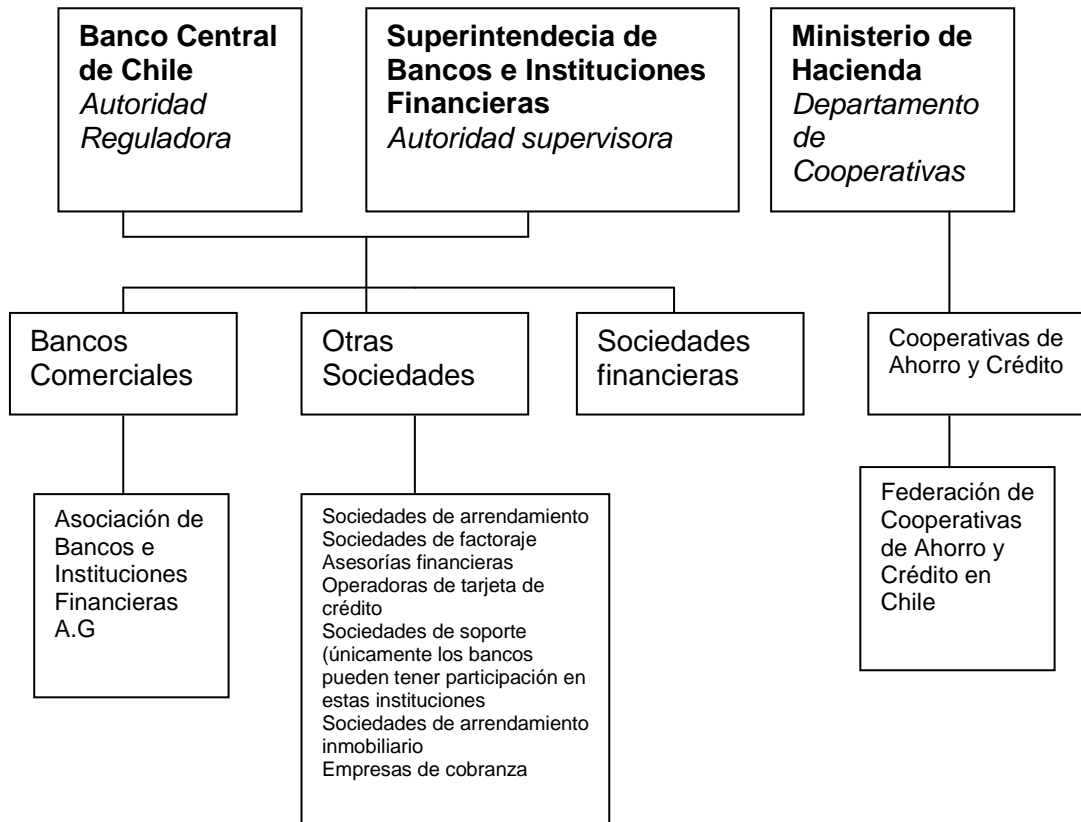 Banco Central
de Chile
Autoridad
Reguladora
Superintendecia de
Bancos e Instituciones
Financieras
Autoridad supervisora
Ministerio de
Hacienda
Departamento
de
Cooperativas
Bancos
Comerciales
Otras
Sociedades
Sociedades
financieras
Cooperativas de
Ahorro y Crédito
Asociación de
Bancos e
Instituciones
Financieras
A.G
Sociedades de arrendamiento
Sociedades de factoraje
Asesorías financieras
Operadoras de tarjeta de
crédito
Sociedades de soporte
(únicamente los bancos
pueden tener participación en
estas instituciones
Sociedades de arrendamiento
inmobiliario
Empresas de cobranza
Federación de
Cooperativas
de Ahorro y
Crédito en
Chile